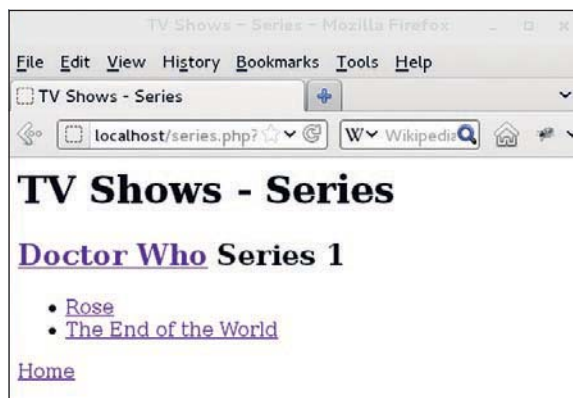 TV Shows - Series - Mozilla Firefox
File Edit View History Bookmarks Tools Help
TV Shows - Series
localhost/series.php? W Wikipedia
TV Shows - Series
Doctor Who Series 1
• Rose
• The End of the World
Home